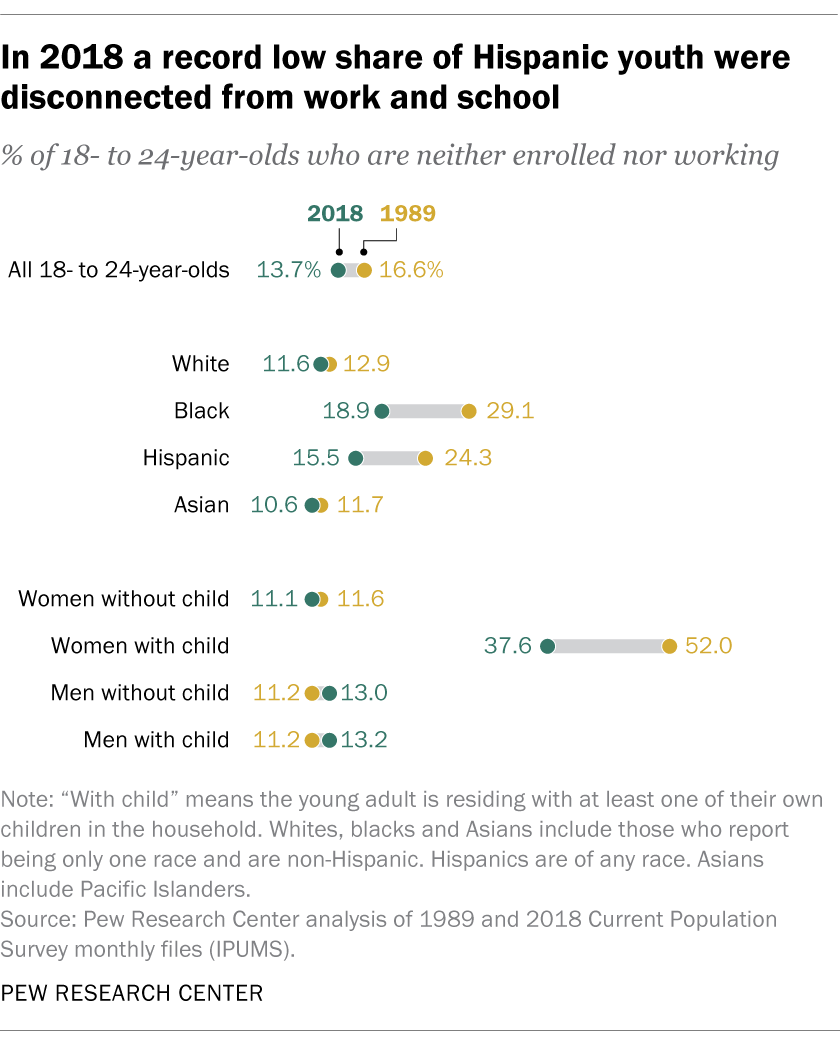 In 2018 a record low share of Hispanic youth were
disconnected from work and school
% of 18- to 24-year-olds who are neither enrolled nor working
2018 1989
All 18- to 24-year-olds 13.7% 16.6%
White 11.6 12.9
Black 18.9 29.1
Hispanic 15.5 24.3
Asian 10.6 11.7
Women without child 11.1 11.6
Women with child 37.6 52.0
Men without child 11.2 13.0
Men with child 11.2 13.2
Note: “With child” means the young adult is residing with at least one of their own
children in the household. Whites, blacks and Asians include those who report
being only one race and are non-Hispanic. Hispanics are of any race. Asians
include Pacific Islanders.
Source: Pew Research Center analysis of 1989 and 2018 Current Population
Survey monthly files (IPUMS).
PEW RESEARCH CENTER